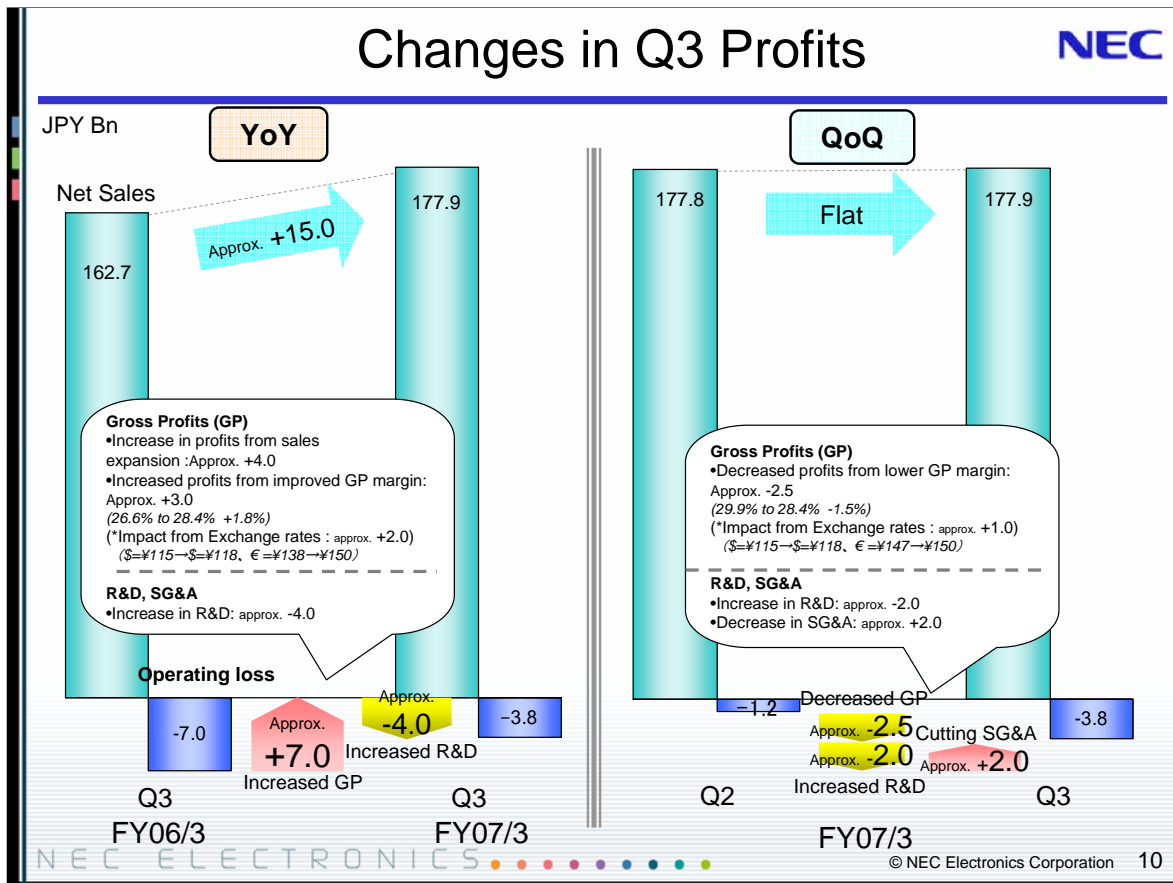 Changes in Q3 Profits
NEC
JPY Bn
YoY
Net Sales
162.7
Approx. +15.0
177.9
Gross Profits (GP)
•Increase in profits from sales
expansion :Approx. +4.0
•Increased profits from improved GP margin:
Approx. +3.0
(26.6% to 28.4% +1.8%)
(*Impact from Exchange rates : approx. +2.0)
($=¥115→$=¥118、€=¥138→¥150)
R&D, SG&A
•Increase in R&D: approx. -4.0
Operating loss
-7.0
Approx.
+7.0
Increased GP
Approx.
-4.0
Increased R&D
−3.8
Q3
FY06/3
Q3
FY07/3
QoQ
177.8
Flat
177.9
Gross Profits (GP)
•Decreased profits from lower GP margin:
Approx. -2.5
(29.9% to 28.4% -1.5%)
(*Impact from Exchange rates : approx. +1.0)
($=¥115→$=¥118、€=¥147→¥150)
R&D, SG&A
•Increase in R&D: approx. -2.0
•Decrease in SG&A: approx. +2.0
−1.2
Decreased GP
Approx. -2.5
Approx. -2.0
Increased R&D
Cutting SG&A
Approx. +2.0
-3.8
Q2
Q3
FY07/3
NEC ELECTRONICS
© NEC Electronics Corporation 10